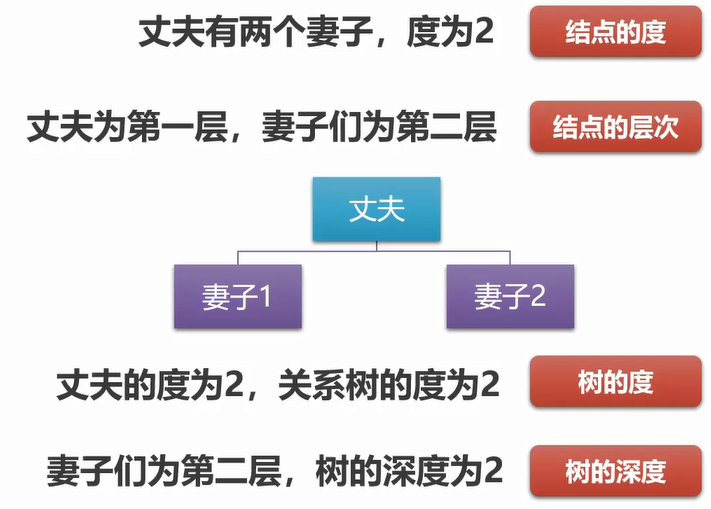 丈夫有两个妻子，度为2 结点的度
丈夫为第一层，妻子们为第二层 结点的层次
丈夫
妻子1 妻子2
丈夫的度为2，关系树的度为2 树的度
妻子们为第二层，树的深度为2 树的深度